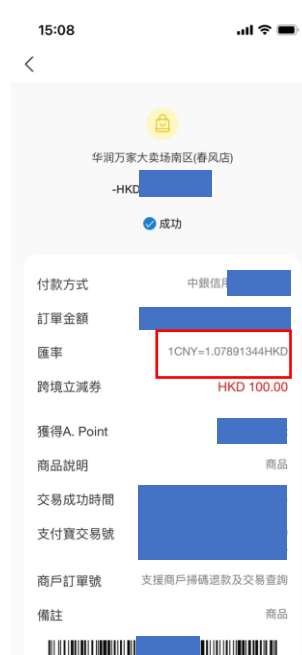 15:08
华润万家大卖场南区(春风店)
-HKD
成功
付款方式 中銀信用
訂單金額
匯率 1CNY=1.07891344HKD
跨境立減券 HKD 100.00
獲得A. Point
商品說明 商品
交易成功時間
支付寶交易號
商戶訂單號 支援商戶掃碼退款及交易查詢
備註 商品